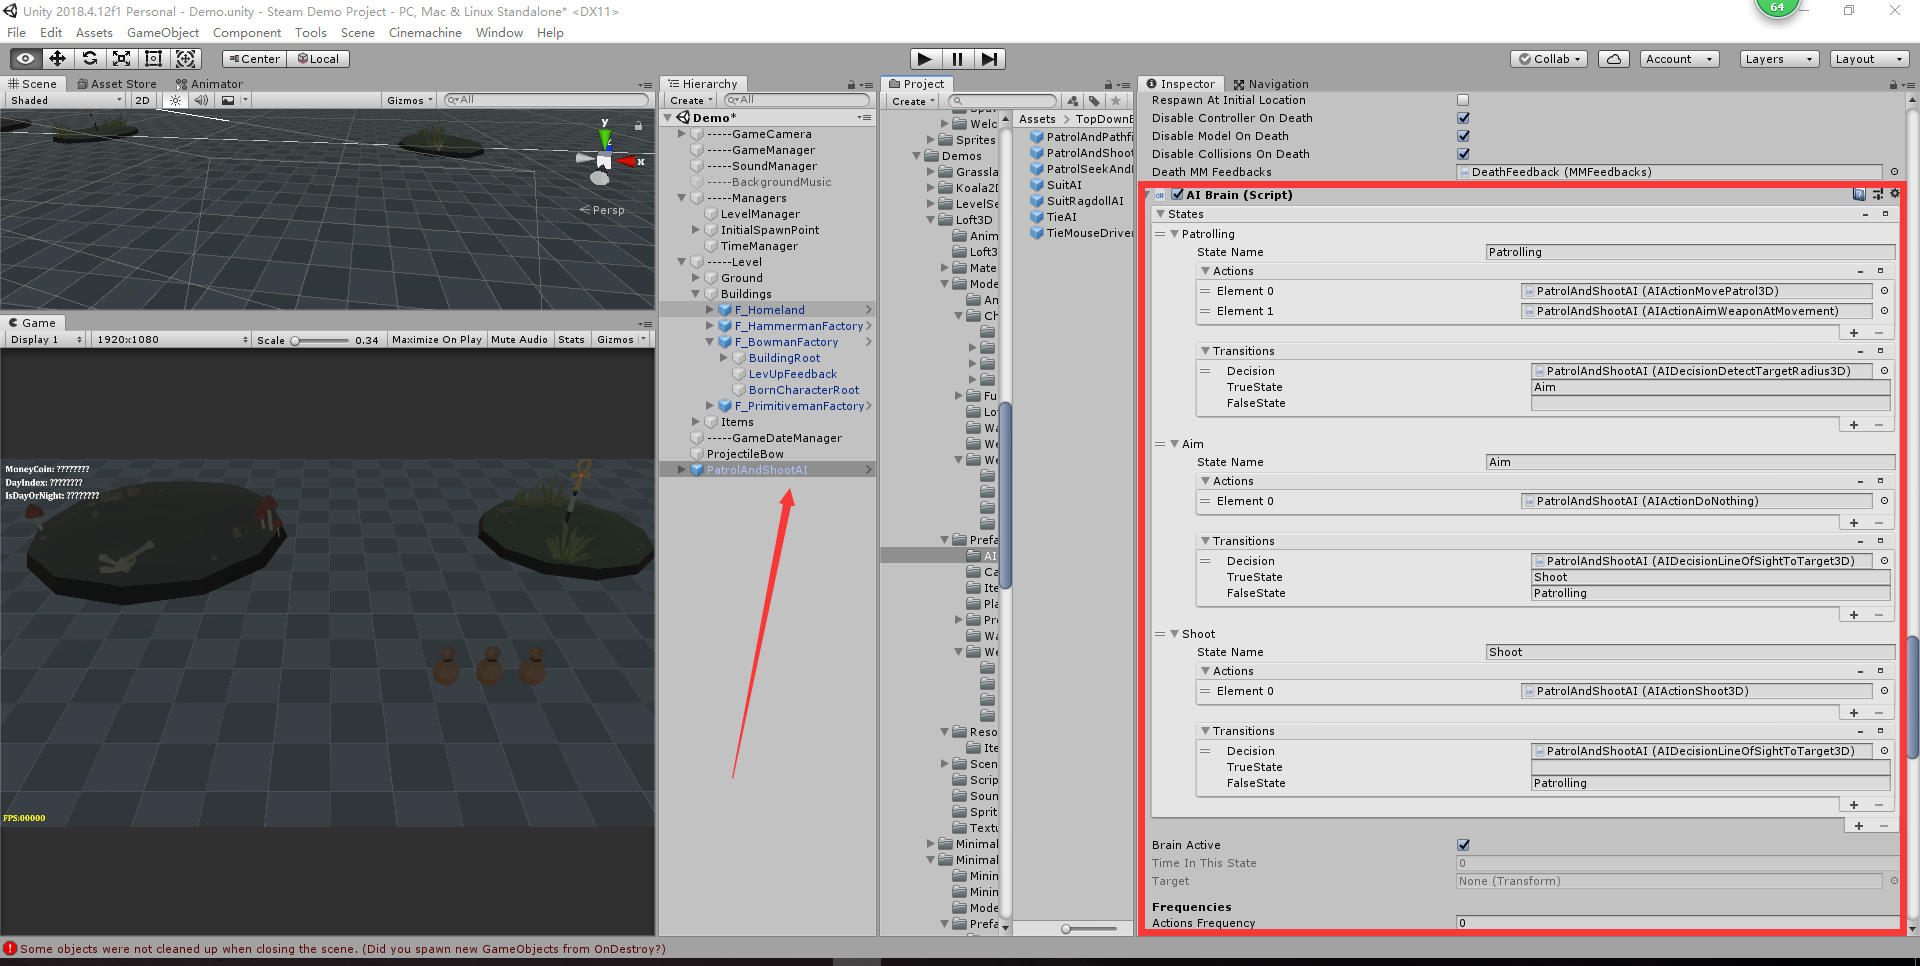 Unity 2018.4.12f1 Personal - Demo.unity - Steam Demo Project - PC, Mac & Linux Standalone* <DX11>
64
File Edit Assets GameObject Component Tools Scene Cinemachine Window Help
Center Local
Collab Account Layers Layout
Scene Asset Store Animator
Shaded 2D Gizmos All
y
x
Persp
Game
Display 1 1920x1080 Scale 0.34 Maximize On Play Mute Audio Stats Gizmos
MoneyCoin: ????????
DayIndex: ????????
IsDayOrNight: ????????
FPS:00000
Hierarchy
Create All
Demo*
-----GameCamera
-----GameManager
-----SoundManager
-----BackgroundMusic
-----Managers
LevelManager
InitialSpawnPoint
TimeManager
-----Level
Ground
Buildings
F_Homeland
F_HammermanFactory
F_BowmanFactory
BuildingRoot
LevUpFeedback
BornCharacterRoot
F_PrimitivemanFactory
Items
-----GameDateManager
ProjectileBow
PatrolAndShootAI
Project
Create
Welc
Sprites
Demos
Grassla
Koala2D
LevelSe
Loft3D
Anim
Loft3
Mate
Mode
An
Ch
Fu
Lo
Wa
We
We
Prefa
AI
Ca
Ite
Pla
Pro
Wa
We
Reso
Ite
Scen
Scrip
Soun
Sprit
Textu
Minimal
Minimal
Minin
Minin
Mode
Prefa
Assets > TopDownE
PatrolAndPathfi
PatrolAndShoot
PatrolSeekAndI
SuitAI
SuitRagdollAI
TieAI
TieMouseDriver
Inspector Navigation
Respawn At Initial Location
Disable Controller On Death
Disable Model On Death
Disable Collisions On Death
Death MM Feedbacks DeathFeedback (MMFeedbacks)
AI Brain (Script)
States
Patrolling
State Name Patrolling
Actions
Element 0 PatrolAndShootAI (AIActionMovePatrol3D)
Element 1 PatrolAndShootAI (AIActionAimWeaponAtMovement)
Transitions
Decision PatrolAndShootAI (AIDecisionDetectTargetRadius3D)
TrueState Aim
FalseState
Aim
State Name Aim
Actions
Element 0 PatrolAndShootAI (AIActionDoNothing)
Transitions
Decision PatrolAndShootAI (AIDecisionLineOfSightToTarget3D)
TrueState Shoot
FalseState Patrolling
Shoot
State Name Shoot
Actions
Element 0 PatrolAndShootAI (AIActionShoot3D)
Transitions
Decision PatrolAndShootAI (AIDecisionLineOfSightToTarget3D)
TrueState
FalseState Patrolling
Brain Active
Time In This State 0
Target None (Transform)
Frequencies
Actions Frequency 0
Some objects were not cleaned up when closing the scene. (Did you spawn new GameObjects from OnDestroy?)